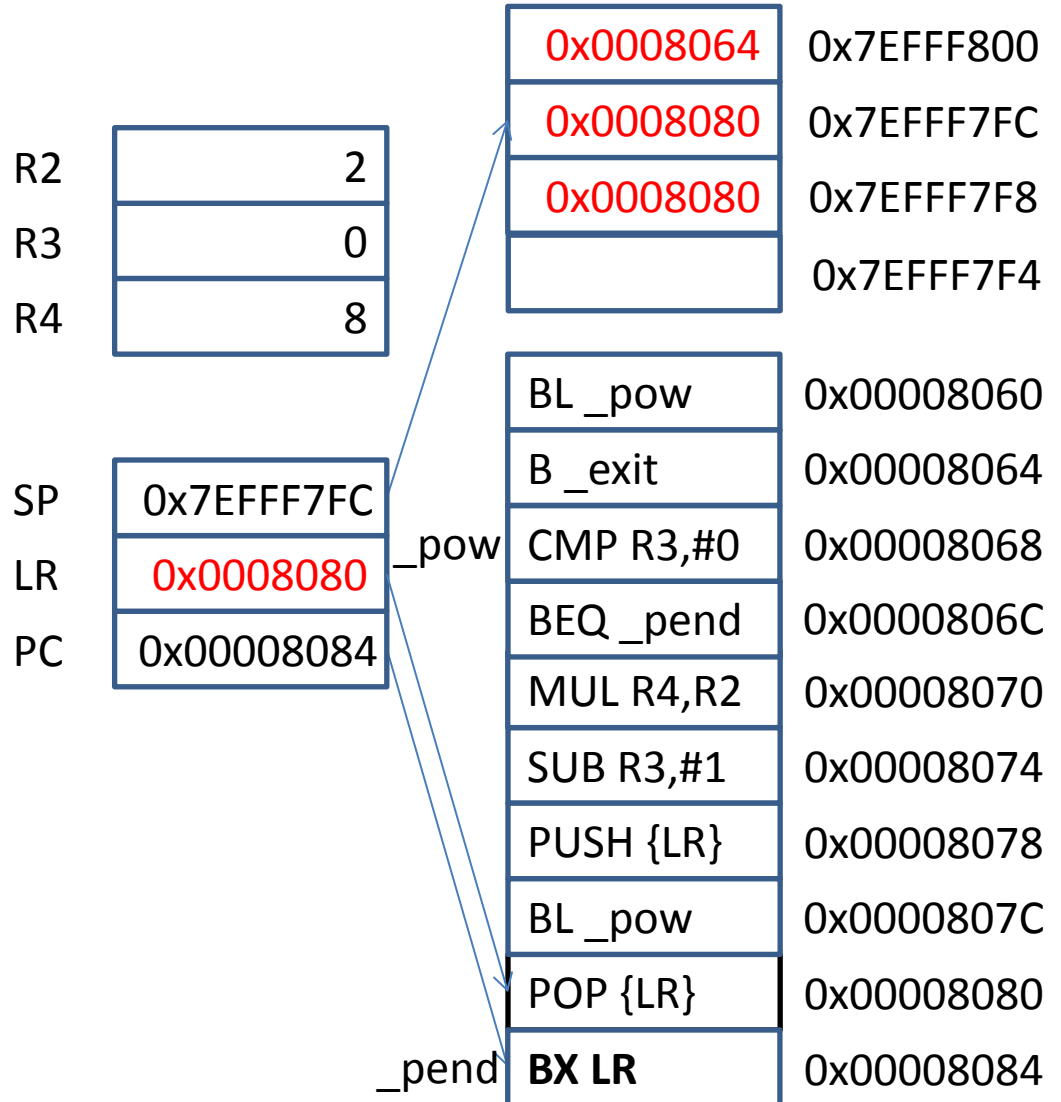 0x0008064 0x7EFFF800
0x0008080 0x7EFFF7FC
R2 2
0x0008080 0x7EFFF7F8
R3 0
0x7EFFF7F4
R4 8
BL _pow 0x00008060
B _exit 0x00008064
SP 0x7EFFF7FC
_pow CMP R3,#0 0x00008068
LR 0x0008080
BEQ _pend 0x0000806C
PC 0x00008084
MUL R4,R2 0x00008070
SUB R3,#1 0x00008074
PUSH {LR} 0x00008078
BL _pow 0x0000807C
POP {LR} 0x00008080
_pend BX LR 0x00008084